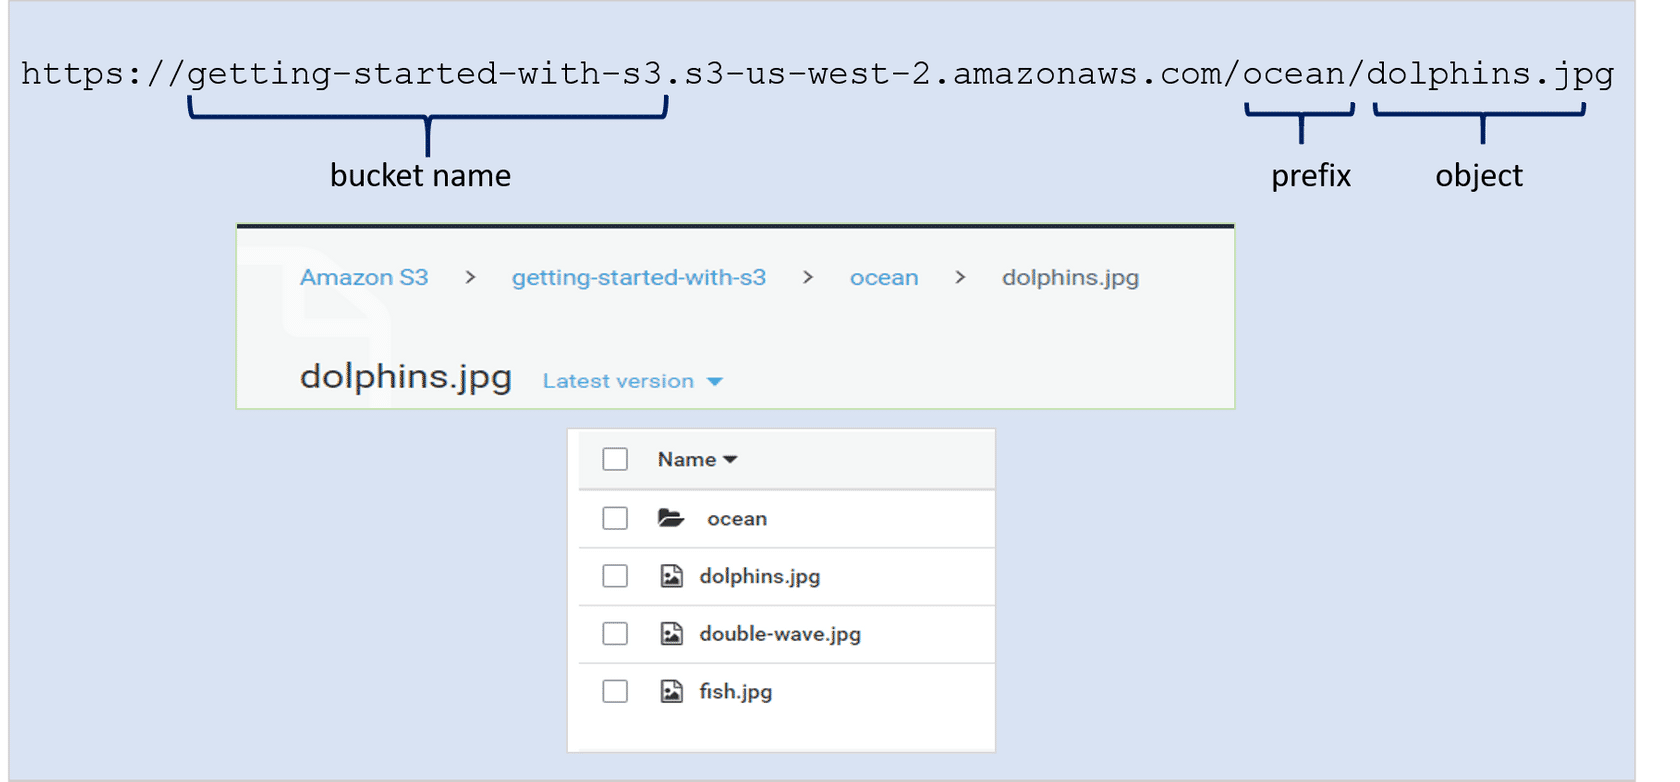 https://getting-started-with-s3.s3-us-west-2.amazonaws.com/ocean/dolphins.jpg
bucket name prefix object
Amazon S3 > getting-started-with-s3 > ocean > dolphins.jpg
dolphins.jpg Latest version
Name
ocean
dolphins.jpg
double-wave.jpg
fish.jpg